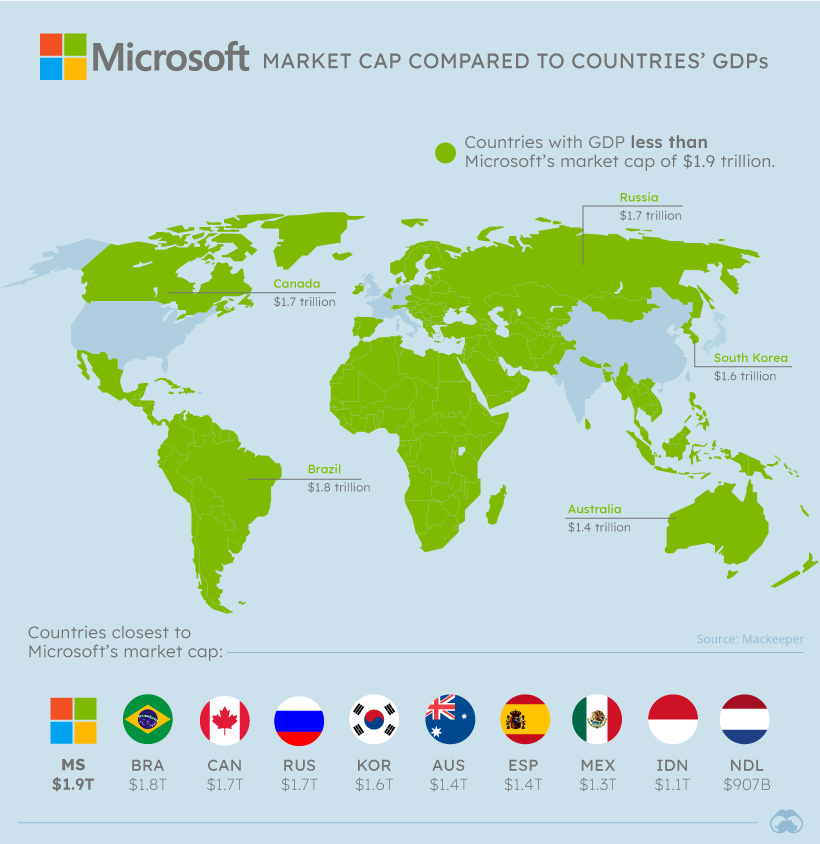 Microsoft MARKET CAP COMPARED TO COUNTRIES' GDPs
Countries with GDP less than
Microsoft's market cap of $1.9 trillion.
Russia
$1.7 trillion
Canada
$1.7 trillion
South Korea
$1.6 trillion
Brazil
$1.8 trillion
Australia
$1.4 trillion
Countries closest to
Microsoft's market cap:
Source: Mackeeper
MS BRA CAN RUS KOR AUS ESP MEX IDN NDL
$1.9T $1.8T $1.7T $1.7T $1.6T $1.4T $1.4T $1.3T $1.1T $907B